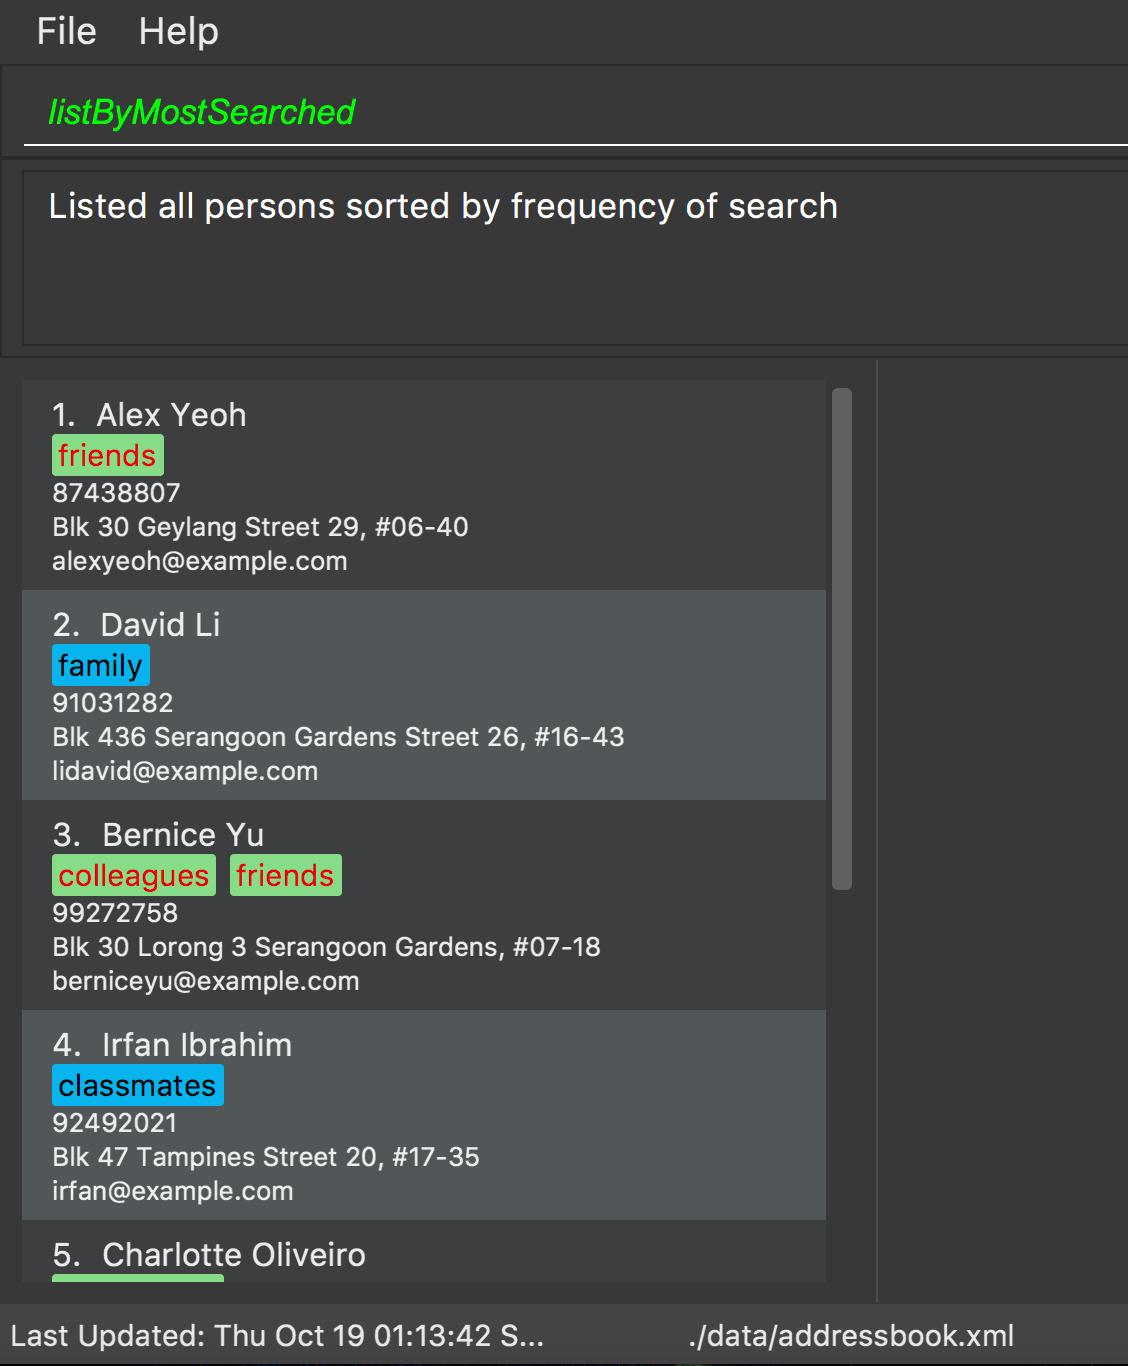 File Help
listByMostSearched
Listed all persons sorted by frequency of search
1. Alex Yeoh
friends
87438807
Blk 30 Geylang Street 29, #06-40
alexyeoh@example.com
2. David Li
family
91031282
Blk 436 Serangoon Gardens Street 26, #16-43
lidavid@example.com
3. Bernice Yu
colleagues friends
99272758
Blk 30 Lorong 3 Serangoon Gardens, #07-18
berniceyu@example.com
4. Irfan Ibrahim
classmates
92492021
Blk 47 Tampines Street 20, #17-35
irfan@example.com
5. Charlotte Oliveiro
Last Updated: Thu Oct 19 01:13:42 S... ./data/addressbook.xml